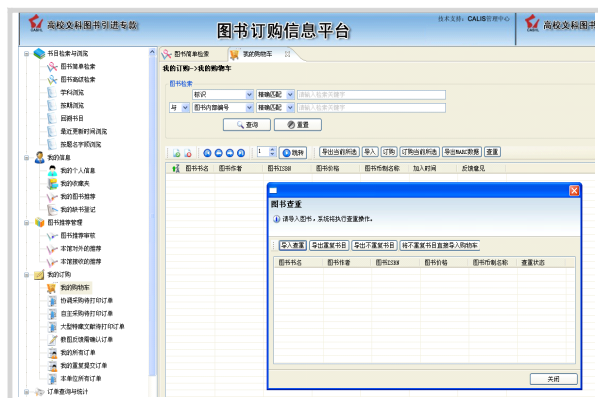 高校文科图书引进专款
图书订购信息平台
技术支持：CALIS管理中心
高校文科图书
书目检索与浏览
图书简单检索
图书高级检索
学科浏览
按期浏览
回溯书目
最近更新时间浏览
按题名字顺浏览
我的信息
我的个人信息
我的收藏夹
我的图书推荐
我的缺书登记
图书推荐管理
图书推荐审核
本馆对外的推荐
本馆接收的推荐
我的订购
我的购物车
协调采购待打印订单
自主采购待打印订单
大型特藏文献待打印订单
教图反馈需确认订单
我的所有订单
我的重复提交订单
本单位所有订单
订单查询与统计
图书简单检索 我的购物车
我的订购->我的购物车
图书检索
标识 精确匹配 请输入检索关键字
与 图书内部编号 精确匹配 请输入检索关键字
查询 重置
1 跳转 导出当前所选 导入 订购 订购当前所选 导出MARC数据 查重
图书书名 图书作者 图书ISBN 图书价格 图书币制名称 加入时间 反馈意见
图书查重
请导入图书，系统将执行查重操作。
导入查重 导出重复书目 导出不重复书目 将不重复书目直接导入购物车
图书书名 图书作者 图书ISBN 图书价格 图书币制名称 查重状态
关闭